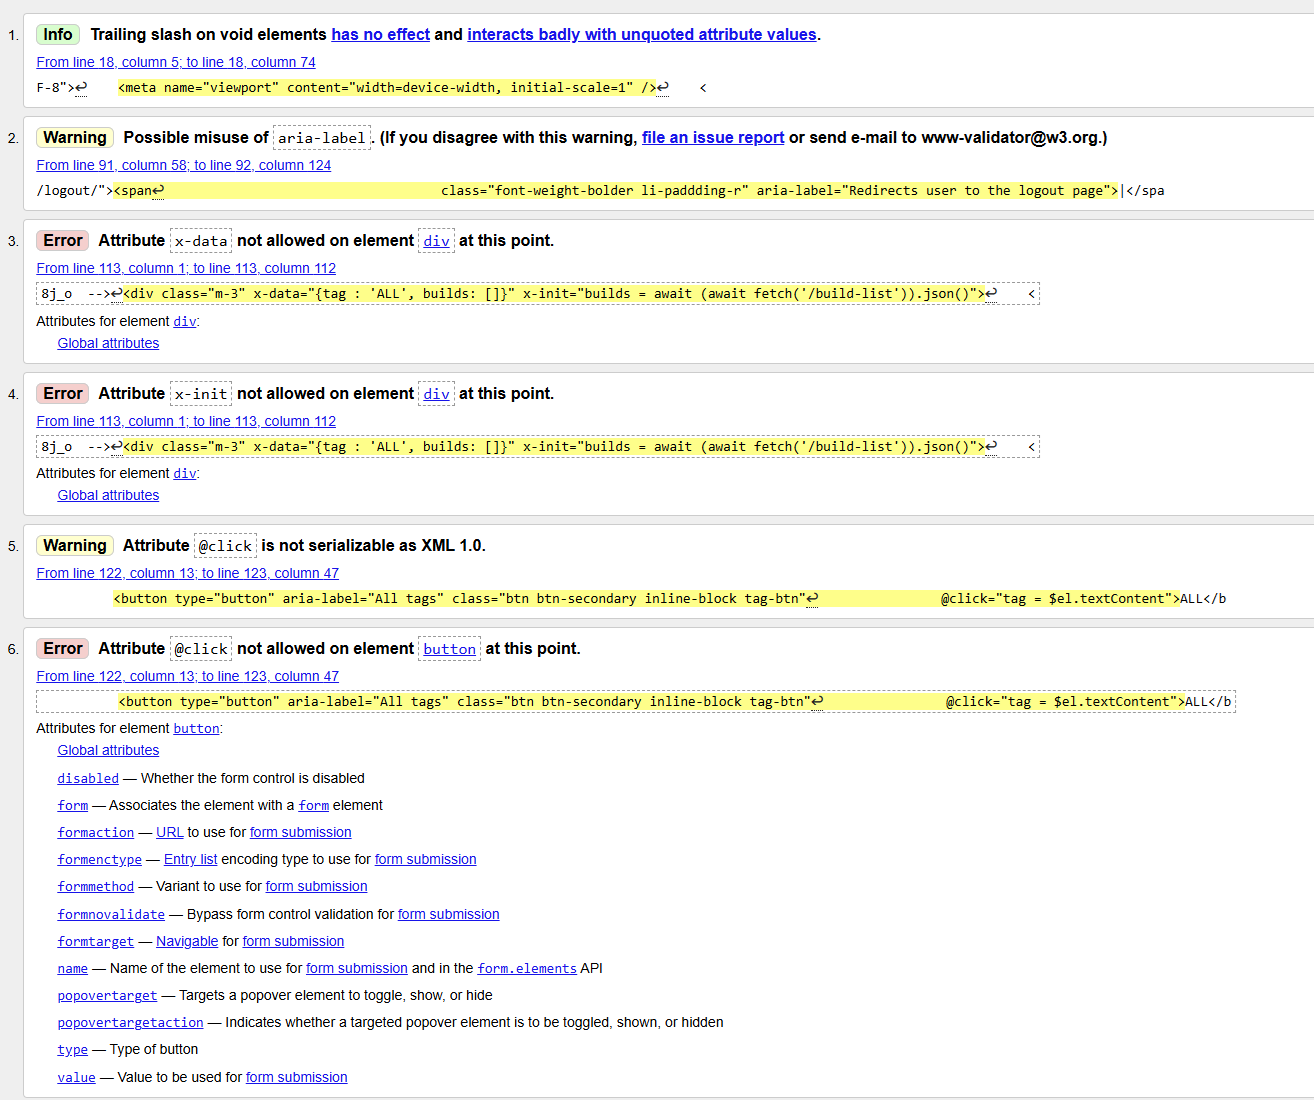 1. Info Trailing slash on void elements has no effect and interacts badly with unquoted attribute values.
From line 18, column 5; to line 18, column 74
F-8">↩    <meta name="viewport" content="width=device-width, initial-scale=1" />↩    <
2. Warning Possible misuse of aria-label. (If you disagree with this warning, file an issue report or send e-mail to www-validator@w3.org.)
From line 91, column 58; to line 92, column 124
/logout/"><span↩                                    class="font-weight-bolder li-paddding-r" aria-label="Redirects user to the logout page">|</spa
3. Error Attribute x-data not allowed on element div at this point.
From line 113, column 1; to line 113, column 112
8j_o  -->↩<div class="m-3" x-data="{tag : 'ALL', builds: []}" x-init="builds = await (await fetch('/build-list')).json()">↩    <
Attributes for element div:
Global attributes
4. Error Attribute x-init not allowed on element div at this point.
From line 113, column 1; to line 113, column 112
8j_o  -->↩<div class="m-3" x-data="{tag : 'ALL', builds: []}" x-init="builds = await (await fetch('/build-list')).json()">↩    <
Attributes for element div:
Global attributes
5. Warning Attribute @click is not serializable as XML 1.0.
From line 122, column 13; to line 123, column 47
<button type="button" aria-label="All tags" class="btn btn-secondary inline-block tag-btn"↩                @click="tag = $el.textContent">ALL</b
6. Error Attribute @click not allowed on element button at this point.
From line 122, column 13; to line 123, column 47
<button type="button" aria-label="All tags" class="btn btn-secondary inline-block tag-btn"↩                @click="tag = $el.textContent">ALL</b
Attributes for element button:
Global attributes
disabled — Whether the form control is disabled
form — Associates the element with a form element
formaction — URL to use for form submission
formenctype — Entry list encoding type to use for form submission
formmethod — Variant to use for form submission
formnovalidate — Bypass form control validation for form submission
formtarget — Navigable for form submission
name — Name of the element to use for form submission and in the form.elements API
popovertarget — Targets a popover element to toggle, show, or hide
popovertargetaction — Indicates whether a targeted popover element is to be toggled, shown, or hidden
type — Type of button
value — Value to be used for form submission